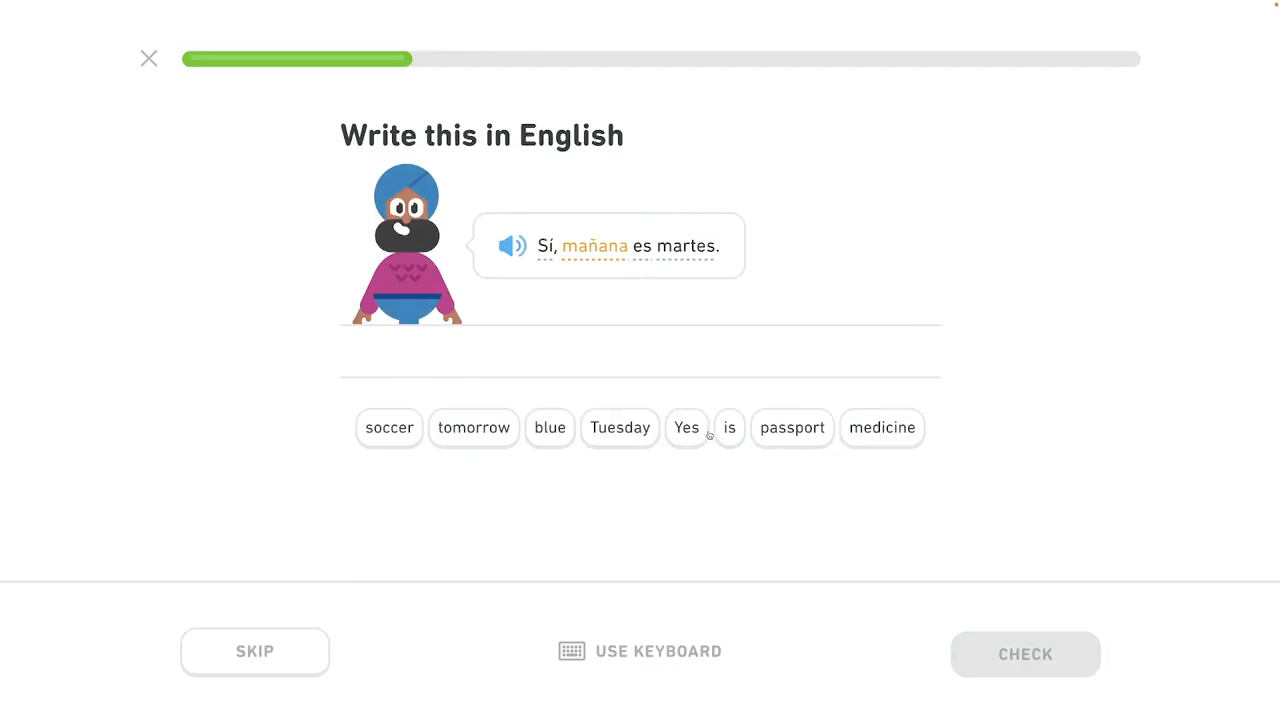 Write this in English
Sí, mañana es martes.
soccer tomorrow blue Tuesday Yes is passport medicine
SKIP USE KEYBOARD CHECK